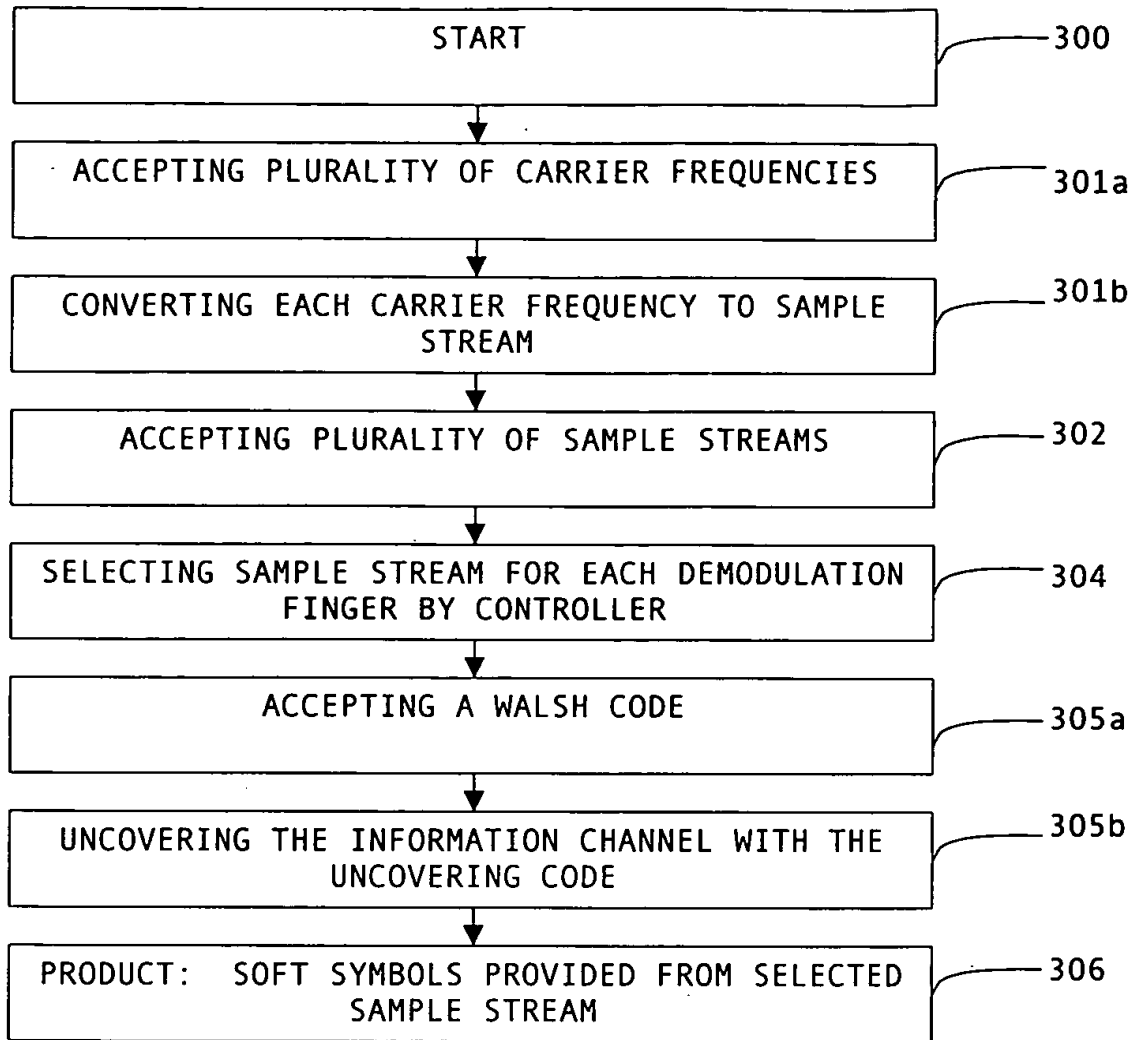 START
300
ACCEPTING PLURALITY OF CARRIER FREQUENCIES
301a
CONVERTING EACH CARRIER FREQUENCY TO SAMPLE
STREAM
301b
ACCEPTING PLURALITY OF SAMPLE STREAMS
302
SELECTING SAMPLE STREAM FOR EACH DEMODULATION
FINGER BY CONTROLLER
304
ACCEPTING A WALSH CODE
305a
UNCOVERING THE INFORMATION CHANNEL WITH THE
UNCOVERING CODE
305b
PRODUCT: SOFT SYMBOLS PROVIDED FROM SELECTED
SAMPLE STREAM
306